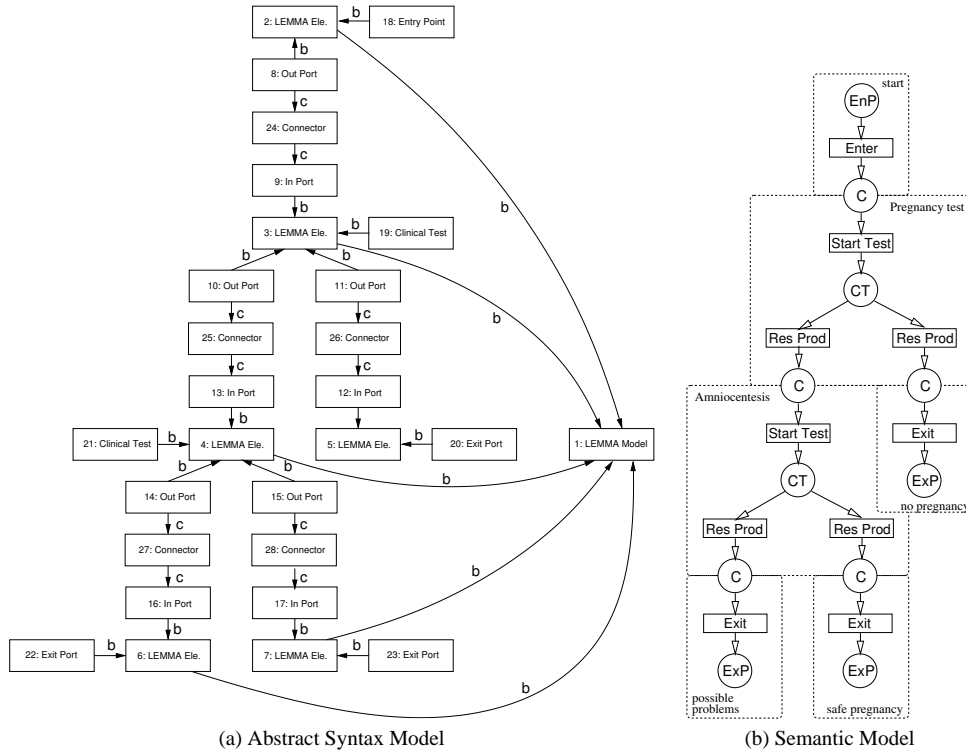 2: LEMMA Ele.
b
18: Entry Point
b
8: Out Port
c
24: Connector
c
9: In Port
b
b
3: LEMMA Ele.
b
19: Clinical Test
b
b
b
10: Out Port
11: Out Port
c
c
25: Connector
26: Connector
c
c
13: In Port
12: In Port
b
b
21: Clinical Test
b
4: LEMMA Ele.
5: LEMMA Ele.
b
20: Exit Port
1: LEMMA Model
b
b
b
14: Out Port
15: Out Port
c
c
27: Connector
28: Connector
c
c
b
16: In Port
17: In Port
b
b
22: Exit Port
b
6: LEMMA Ele.
7: LEMMA Ele.
b
23: Exit Port
b
(a) Abstract Syntax Model
start
EnP
Enter
C
Pregnancy test
Start Test
CT
Res Prod
Res Prod
C
C
Amniocentesis
Start Test
Exit
CT
ExP
no pregnancy
Res Prod
Res Prod
C
C
Exit
Exit
ExP
ExP
possible
problems
safe pregnancy
(b) Semantic Model